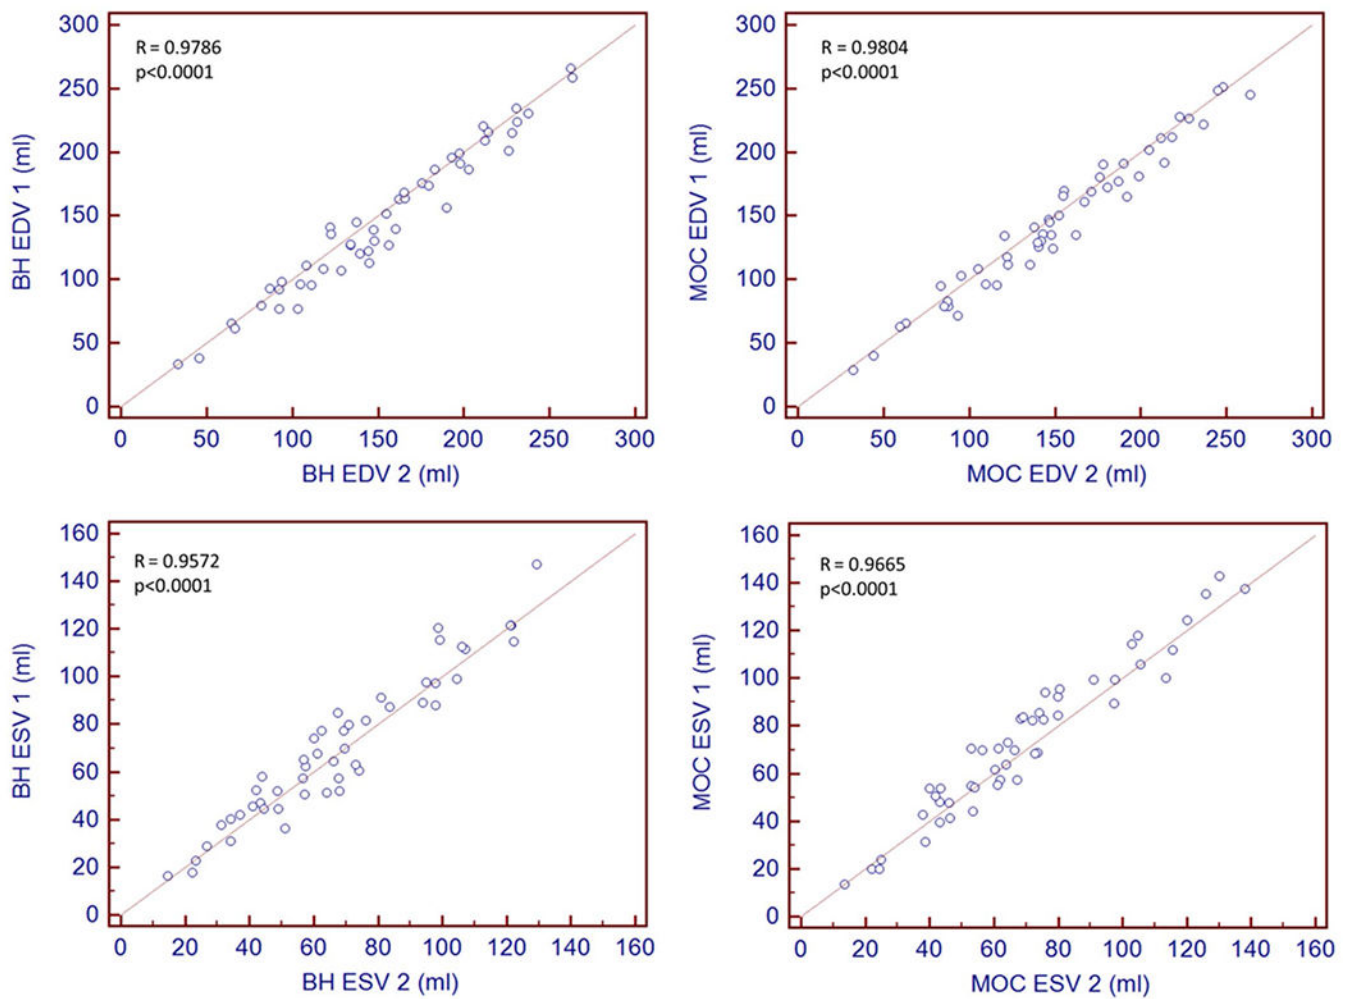 300
250
200
150
100
50
0
BH EDV 1 (ml)
R = 0.9786
p<0.0001
0 50 100 150 200 250 300
BH EDV 2 (ml)
300
250
200
150
100
50
0
MOC EDV 1 (ml)
R = 0.9804
p<0.0001
0 50 100 150 200 250 300
MOC EDV 2 (ml)
160
140
120
100
80
60
40
20
0
BH ESV 1 (ml)
R = 0.9572
p<0.0001
0 20 40 60 80 100 120 140 160
BH ESV 2 (ml)
160
140
120
100
80
60
40
20
0
MOC ESV 1 (ml)
R = 0.9665
p<0.0001
0 20 40 60 80 100 120 140 160
MOC ESV 2 (ml)